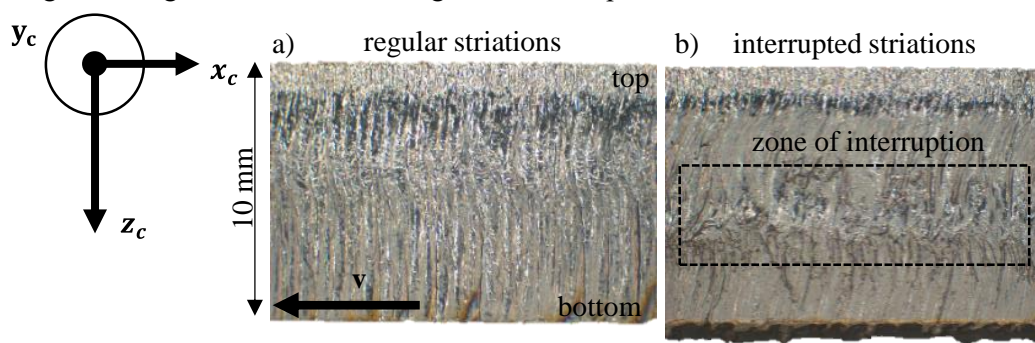 y_c
x_c
z_c
a) regular striations
top
10 mm
v
bottom
b) interrupted striations
zone of interruption